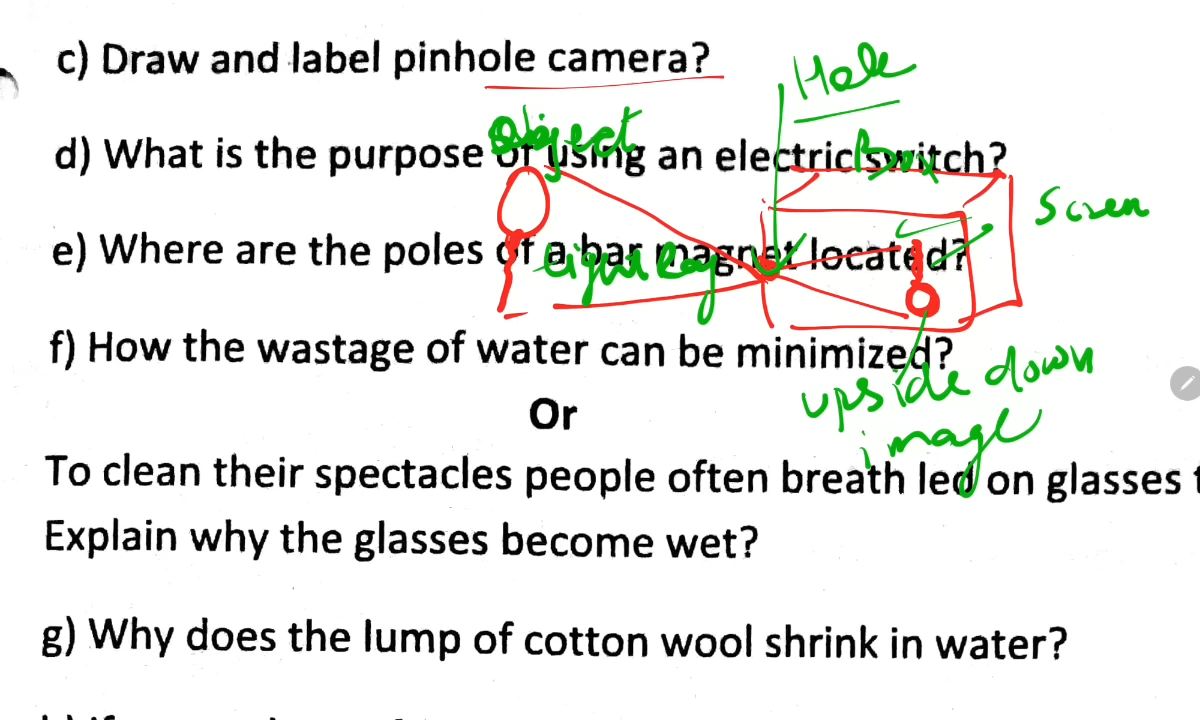 c) Draw and label pinhole camera?
Hole
object
d) What is the purpose of using an electric switch?
Box
Screen
e) Where are the poles of a bar magnet located?
Light Ray
f) How the wastage of water can be minimized?
upside down
image
Or
To clean their spectacles people often breath led on glasses
Explain why the glasses become wet?
g) Why does the lump of cotton wool shrink in water?